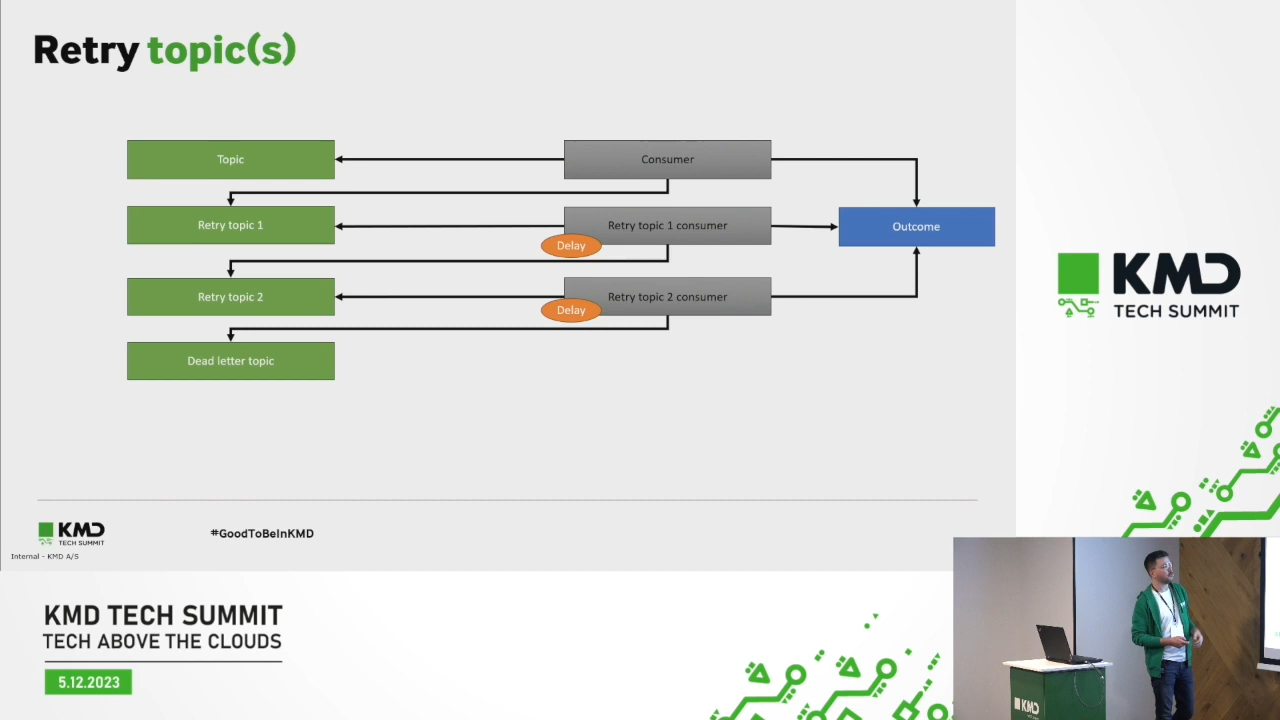 Retry topic(s)
Topic
Consumer
Retry topic 1
Retry topic 1 consumer
Outcome
Delay
Retry topic 2
Retry topic 2 consumer
Delay
Dead letter topic
KMD
TECH SUMMIT
KMD
TECH SUMMIT
#GoodToBeInKMD
Internal - KMD A/S
KMD TECH SUMMIT
TECH ABOVE THE CLOUDS
5.12.2023
KMD